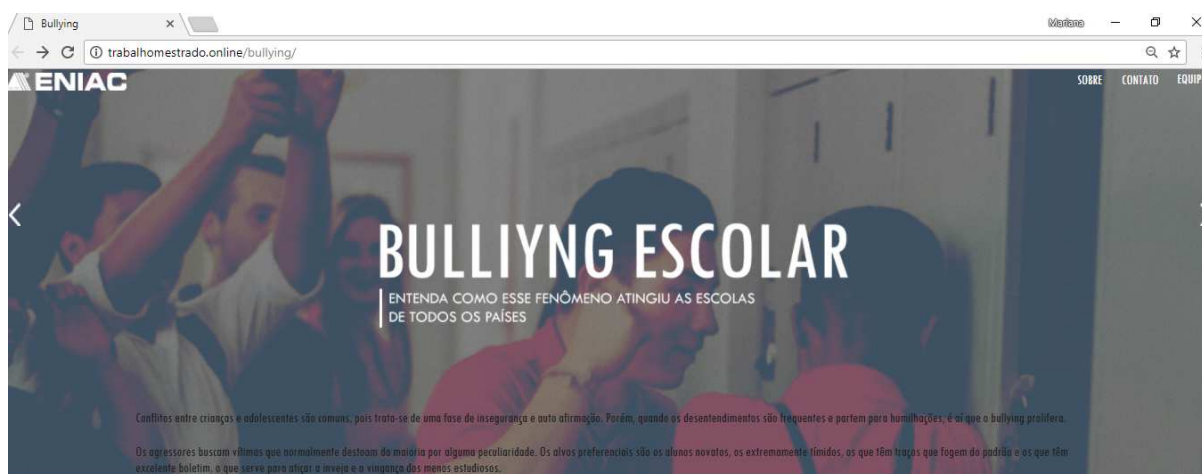 Bullying
Mariana
trabalhomestrado.online/bullying/
ENIAC
SOBRE CONTATO EQUIP
BULLIYNG ESCOLAR
ENTENDA COMO ESSE FENÔMENO ATINGIU AS ESCOLAS
DE TODOS OS PAÍSES
Conflitos entre crianças e adolescentes são comuns, pois trata-se de uma fase de insegurança e auto afirmação. Porém, quando os desentendimentos são frequentes e partem para humilhações, é aí que o bullying prolifera.
Os agressores buscam vítimas que normalmente destoam da maioria por alguma peculiaridade. Os alvos preferenciais são os alunos novatos, os extremamente tímidos, os que têm traços que fogem do padrão e os que têm
excelente boletim, o que serve para atiçar a inveja e a vingança dos menos estudiosos.